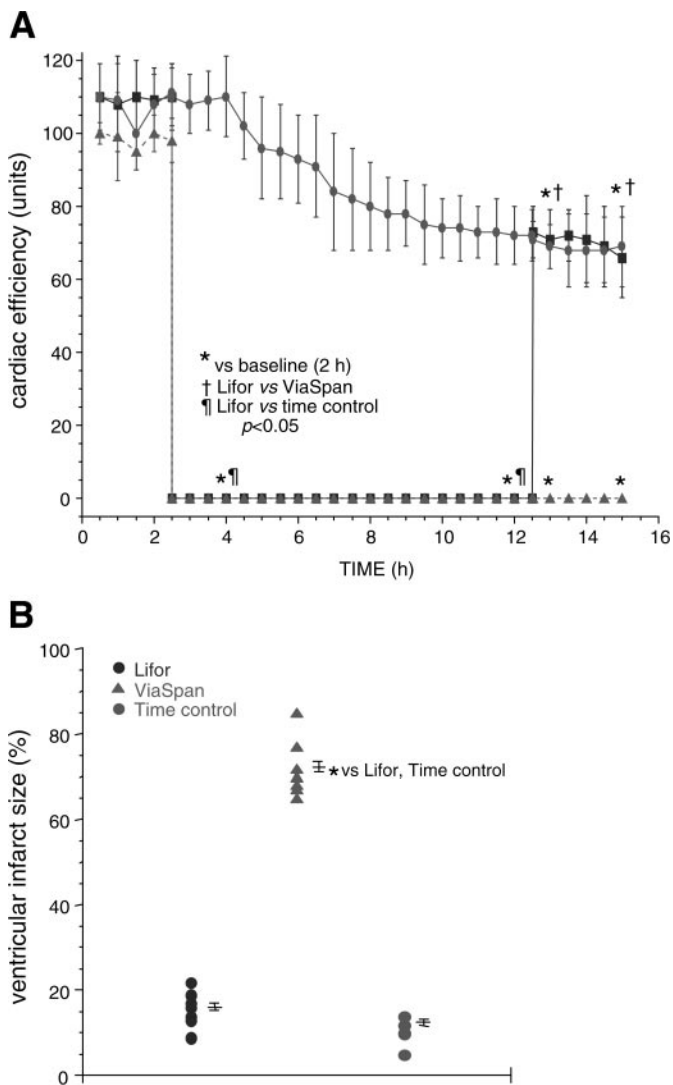 A
cardiac efficiency (units)
120
100
80
60
40
20
0
*†
*†
* vs baseline (2 h)
† Lifor vs ViaSpan
¶ Lifor vs time control
p<0.05
*¶
*¶
*
*
0 2 4 6 8 10 12 14 16
TIME (h)
B
ventricular infarct size (%)
100
80
60
40
20
0
Lifor
ViaSpan
Time control
* vs Lifor, Time control